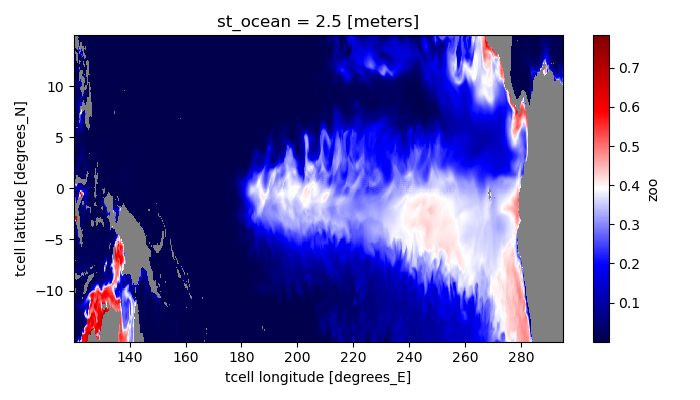 st_ocean = 2.5 [meters]
10
5
0
−5
−10
tcell latitude [degrees_N]
140 160 180 200 220 240 260 280
tcell longitude [degrees_E]
0.7
0.6
0.5
0.4
0.3
0.2
0.1
zoo